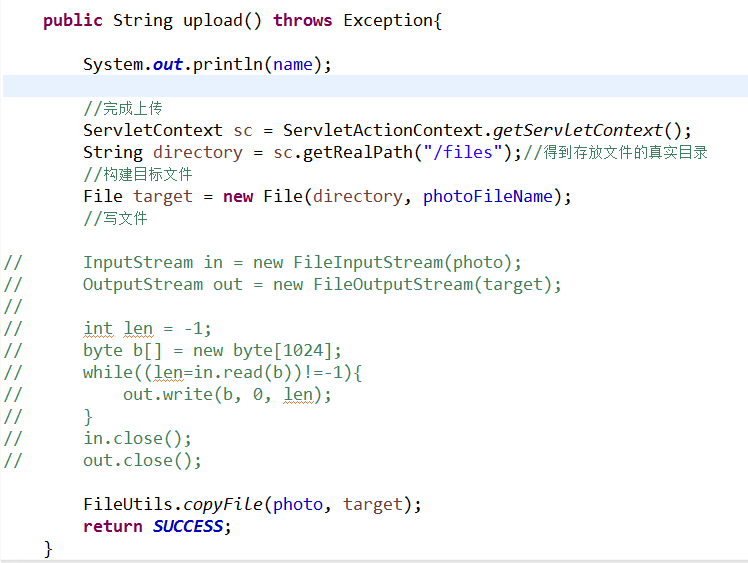 public String upload() throws Exception{
System.out.println(name);
//完成上传
ServletContext sc = ServletActionContext.getServletContext();
String directory = sc.getRealPath("/files");//得到存放文件的真实目录
//构建目标文件
File target = new File(directory, photoFileName);
//写文件
// InputStream in = new FileInputStream(photo);
// OutputStream out = new FileOutputStream(target);
//
// int len = -1;
// byte b[] = new byte[1024];
// while((len=in.read(b))!=-1){
// out.write(b, 0, len);
// }
// in.close();
// out.close();
FileUtils.copyFile(photo, target);
return SUCCESS;
}